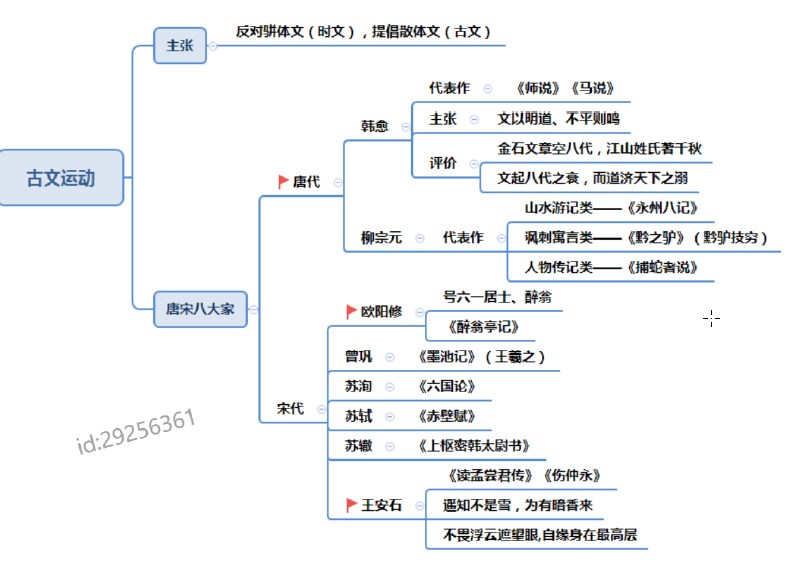 主张
反对骈体文（时文），提倡散体文（古文）
古文运动
唐宋八大家
唐代
韩愈
代表作
《师说》《马说》
主张
文以明道、不平则鸣
评价
金石文章空八代，江山姓氏著千秋
文起八代之衰，而道济天下之溺
柳宗元
代表作
山水游记类——《永州八记》
讽刺寓言类——《黔之驴》（黔驴技穷）
人物传记类——《捕蛇者说》
宋代
欧阳修
号六一居士、醉翁
《醉翁亭记》
曾巩
《墨池记》（王羲之）
苏洵
《六国论》
苏轼
《赤壁赋》
苏辙
《上枢密韩太尉书》
王安石
《读孟尝君传》《伤仲永》
遥知不是雪，为有暗香来
不畏浮云遮望眼,自缘身在最高层
id:29256361